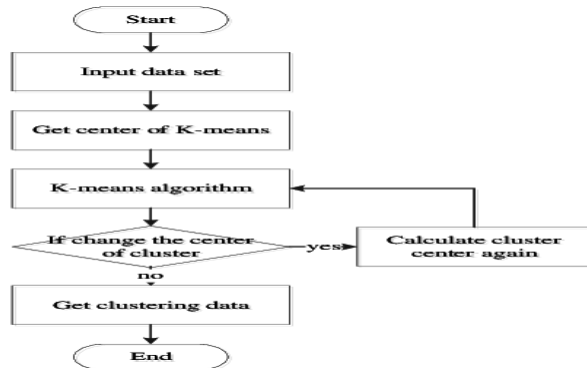 Start
Input data set
Get center of K-means
K-means algorithm
If change the center
of cluster
yes
Calculate cluster
center again
no
Get clustering data
End